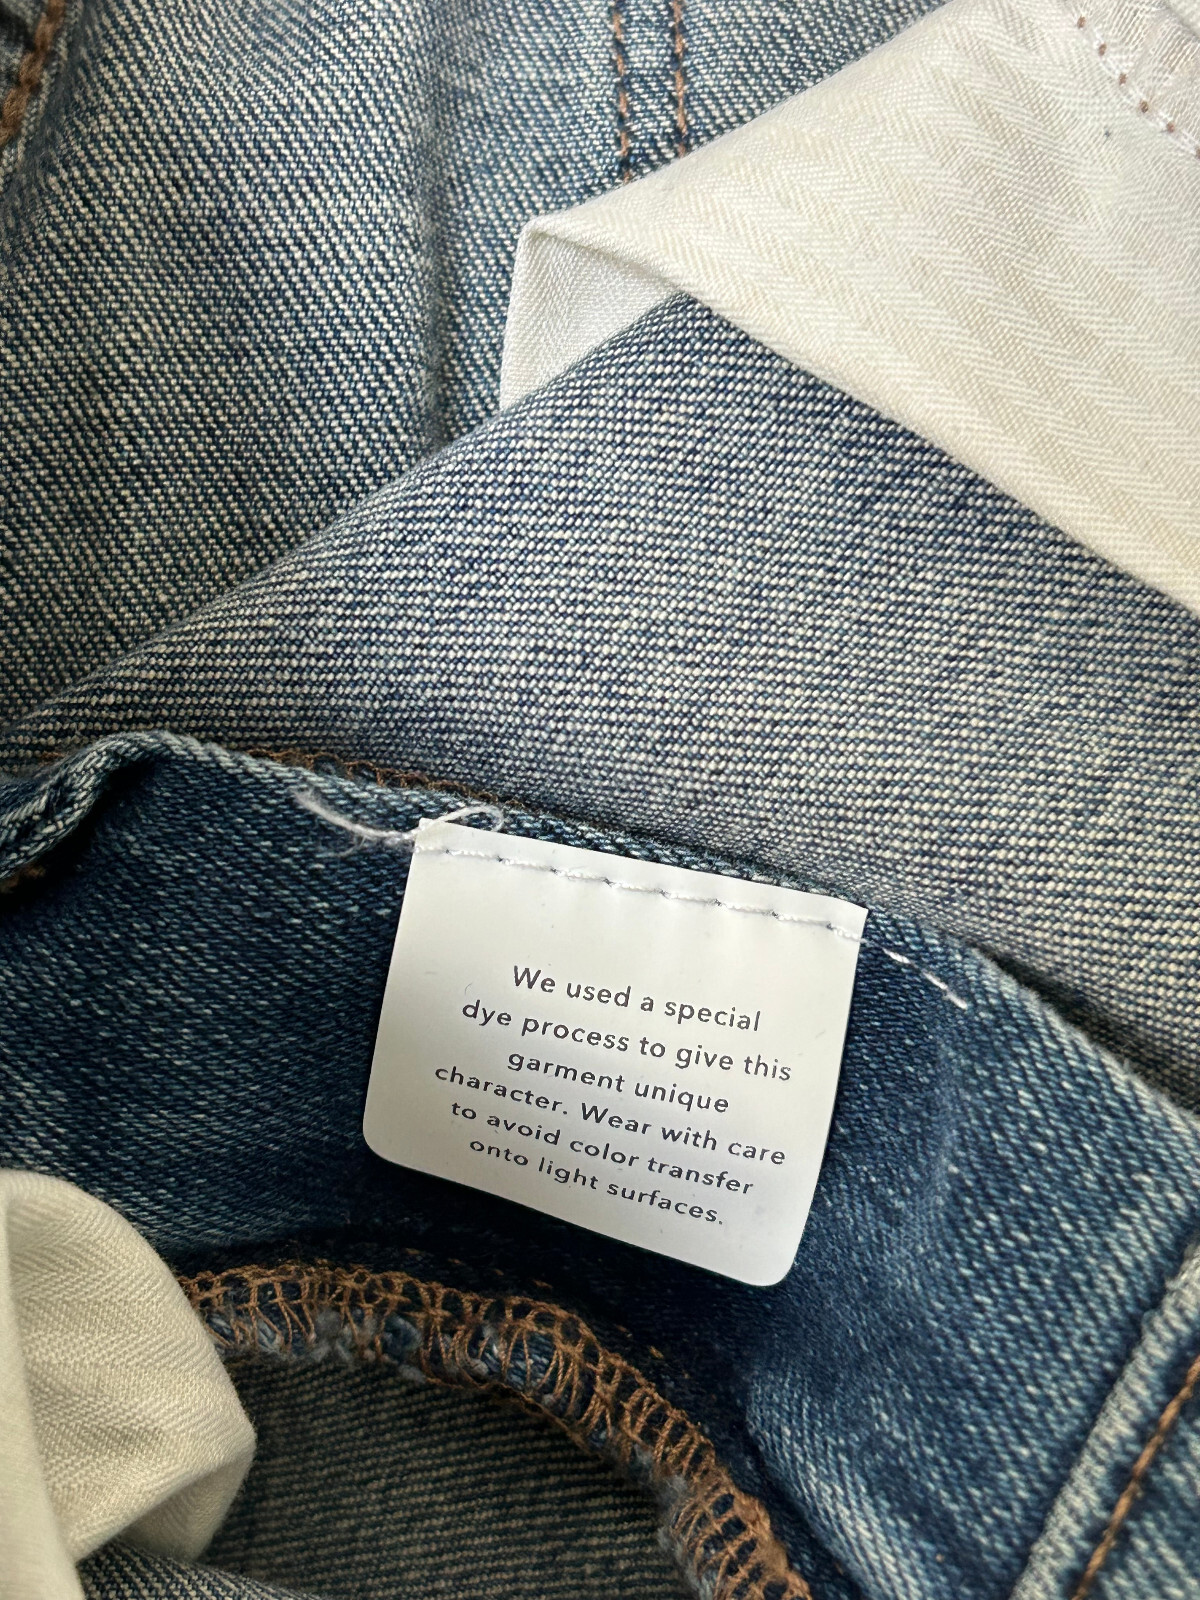 We used a special
dye process to give this
garment unique
character. Wear with care
to avoid color transfer
onto light surfaces.